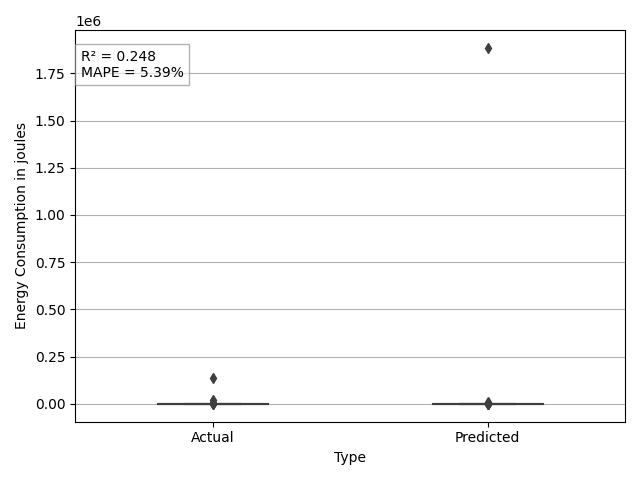 1e6
R² = 0.248
MAPE = 5.39%
1.75
1.50
1.25
1.00
0.75
0.50
0.25
0.00
Energy Consumption in joules
Actual
Predicted
Type